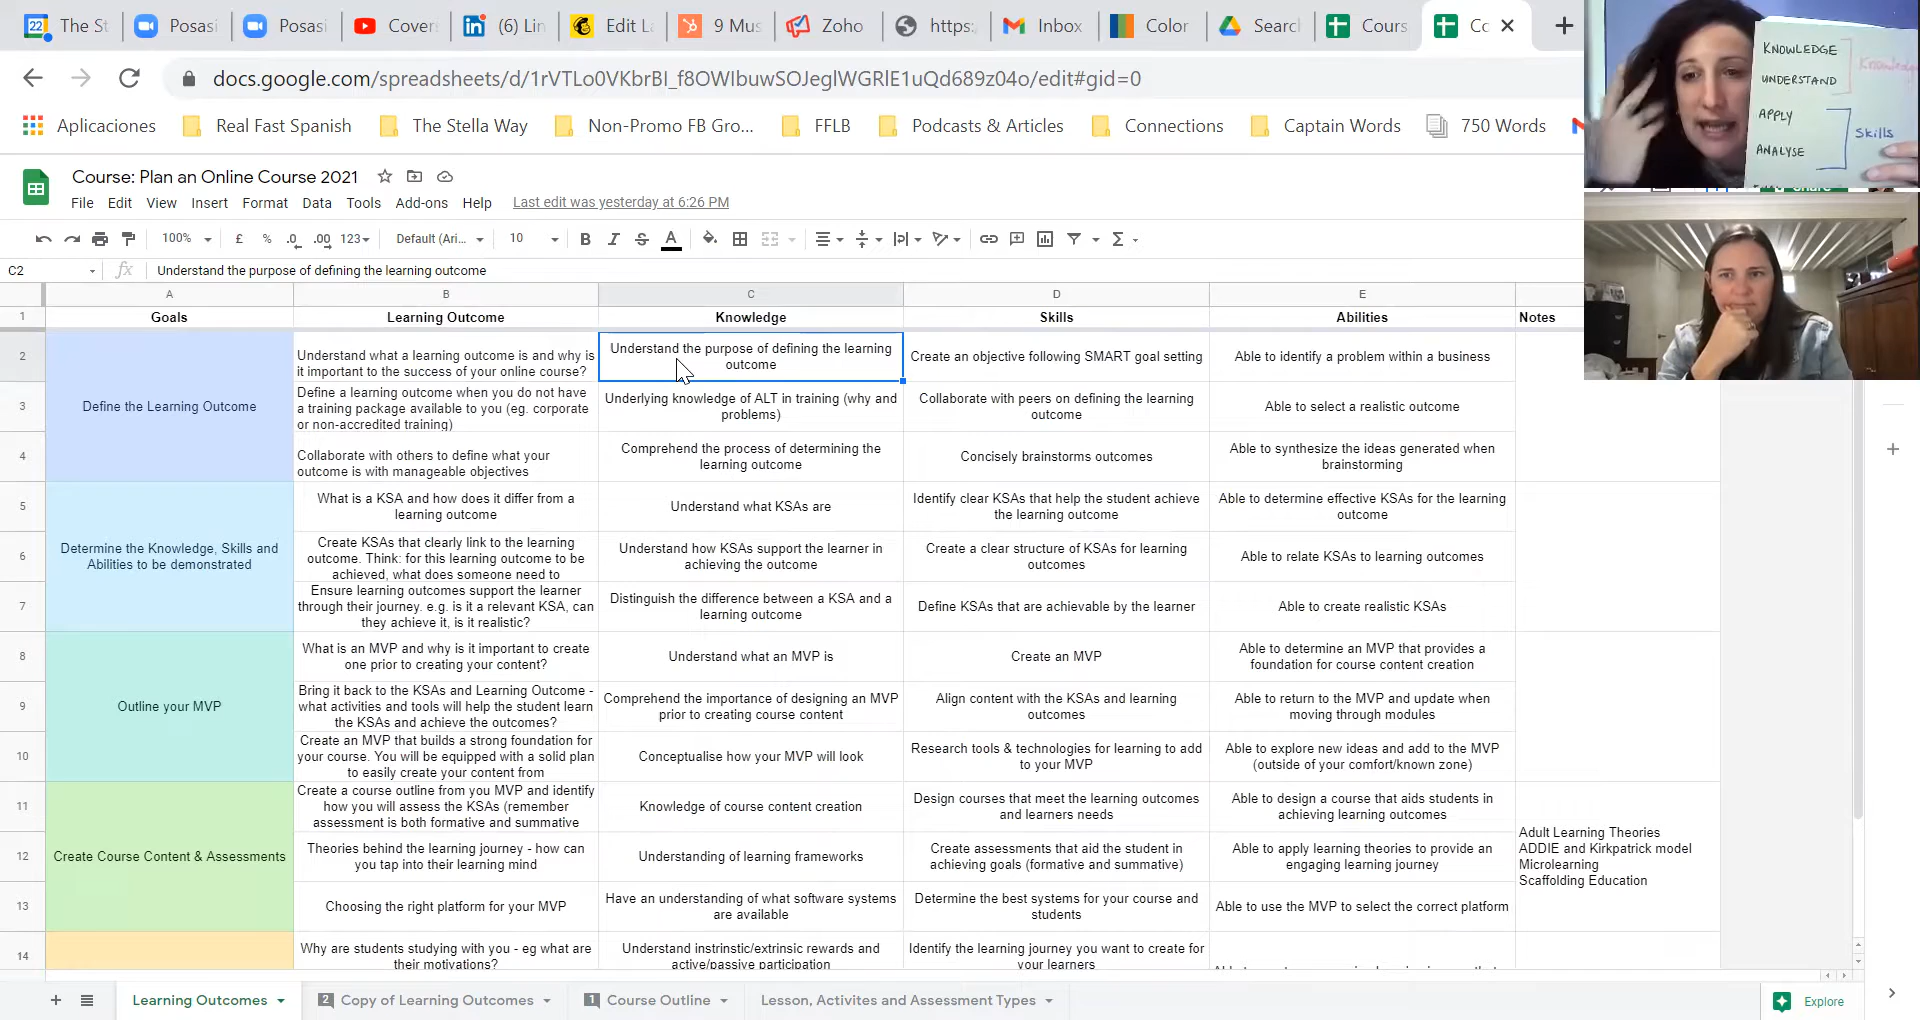 22 The St
Posasi
Posasi
Covers
(6) Lin
Edit La
9 Mus
Zoho
https:
Inbox
Color
Search
Cours
Co
docs.google.com/spreadsheets/d/1rVTLo0VKbrBI_f8OWIbuwSOJeglWGRlE1uQd689z04o/edit#gid=0
Aplicaciones
Real Fast Spanish
The Stella Way
Non-Promo FB Gro...
FFLB
Podcasts & Articles
Connections
Captain Words
750 Words
KNOWLEDGE
UNDERSTAND
Knowledge
APPLY
ANALYSE
Skills
Course: Plan an Online Course 2021
File Edit View Insert Format Data Tools Add-ons Help Last edit was yesterday at 6:26 PM
Share
100% £ % .0 .00 123 Default (Ari... 10 B I S A
C2 fx Understand the purpose of defining the learning outcome
A B C D E
1 Goals Learning Outcome Knowledge Skills Abilities Notes
2
Understand what a learning outcome is and why is
it important to the success of your online course?
Understand the purpose of defining the learning
outcome
Create an objective following SMART goal setting
Able to identify a problem within a business
3
Define the Learning Outcome
Define a learning outcome when you do not have
a training package available to you (eg. corporate
or non-accredited training)
Underlying knowledge of ALT in training (why and
problems)
Collaborate with peers on defining the learning
outcome
Able to select a realistic outcome
4
Collaborate with others to define what your
outcome is with manageable objectives
Comprehend the process of determining the
learning outcome
Concisely brainstorms outcomes
Able to synthesize the ideas generated when
brainstorming
5
What is a KSA and how does it differ from a
learning outcome
Understand what KSAs are
Identify clear KSAs that help the student achieve
the learning outcome
Able to determine effective KSAs for the learning
outcome
6
Determine the Knowledge, Skills and
Abilities to be demonstrated
Create KSAs that clearly link to the learning
outcome. Think: for this learning outcome to be
achieved, what does someone need to
Understand how KSAs support the learner in
achieving the outcome
Create a clear structure of KSAs for learning
outcomes
Able to relate KSAs to learning outcomes
7
Ensure learning outcomes support the learner
through their journey. e.g. is it a relevant KSA, can
they achieve it, is it realistic?
Distinguish the difference between a KSA and a
learning outcome
Define KSAs that are achievable by the learner
Able to create realistic KSAs
8
What is an MVP and why is it important to create
one prior to creating your content?
Understand what an MVP is
Create an MVP
Able to determine an MVP that provides a
foundation for course content creation
9
Outline your MVP
Bring it back to the KSAs and Learning Outcome -
what activities and tools will help the student learn
the KSAs and achieve the outcomes?
Comprehend the importance of designing an MVP
prior to creating course content
Align content with the KSAs and learning
outcomes
Able to return to the MVP and update when
moving through modules
10
Create an MVP that builds a strong foundation for
your course. You will be equipped with a solid plan
to easily create your content from
Conceptualise how your MVP will look
Research tools & technologies for learning to add
to your MVP
Able to explore new ideas and add to the MVP
(outside of your comfort/known zone)
11
Create a course outline from you MVP and identify
how you will assess the KSAs (remember
assessment is both formative and summative
Knowledge of course content creation
Design courses that meet the learning outcomes
and learners needs
Able to design a course that aids students in
achieving learning outcomes
12
Create Course Content & Assessments
Theories behind the learning journey - how can
you tap into their learning mind
Understanding of learning frameworks
Create assessments that aid the student in
achieving goals (formative and summative)
Able to apply learning theories to provide an
engaging learning journey
Adult Learning Theories
ADDIE and Kirkpatrick model
Microlearning
Scaffolding Education
13
Choosing the right platform for your MVP
Have an understanding of what software systems
are available
Determine the best systems for your course and
students
Able to use the MVP to select the correct platform
14
Why are students studying with you - eg what are
their motivations?
Understand instrinstic/extrinsic rewards and
active/passive participation
Identify the learning journey you want to create for
your learners
Learning Outcomes
2 Copy of Learning Outcomes
1 Course Outline
Lesson, Activites and Assessment Types
Explore